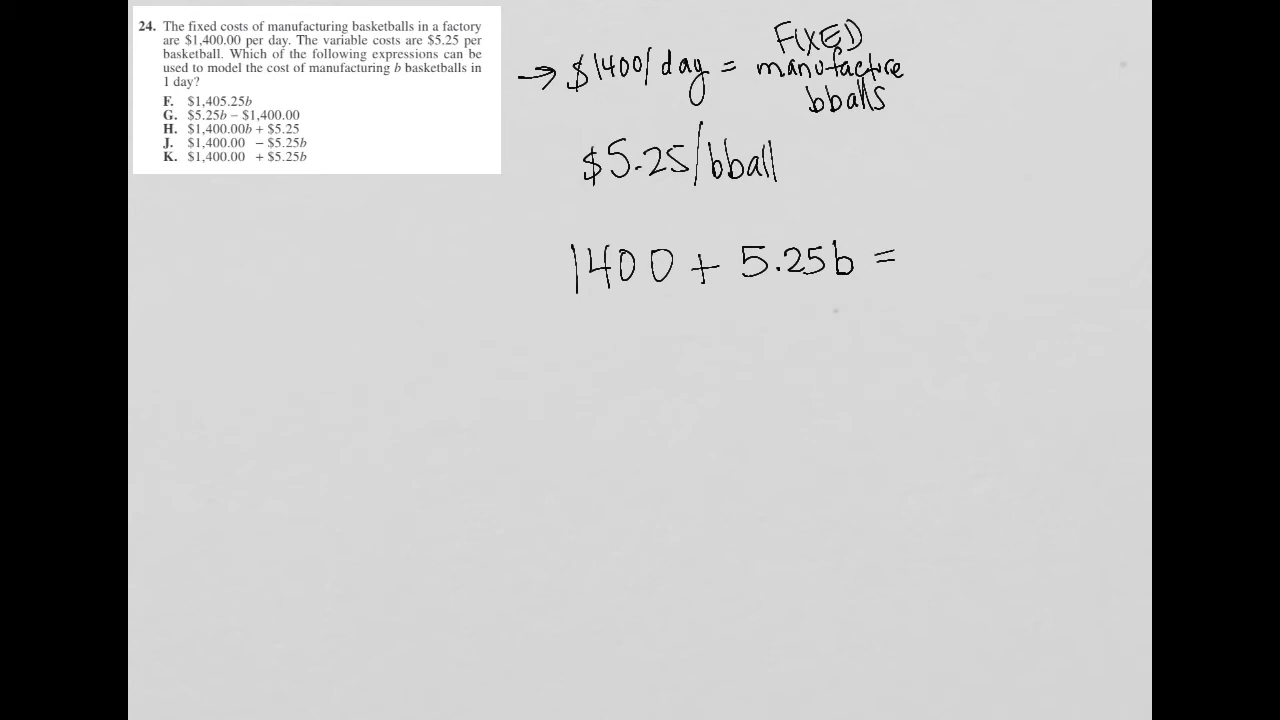 24. The fixed costs of manufacturing basketballs in a factory
are $1,400.00 per day. The variable costs are $5.25 per
basketball. Which of the following expressions can be
used to model the cost of manufacturing b basketballs in
1 day?
F. $1,405.25b
G. $5.25b – $1,400.00
H. $1,400.00b + $5.25
J. $1,400.00 – $5.25b
K. $1,400.00 + $5.25b
FIXED
→ $1400/day = manufacture
bballs
$5.25/bball
1400 + 5.25b =